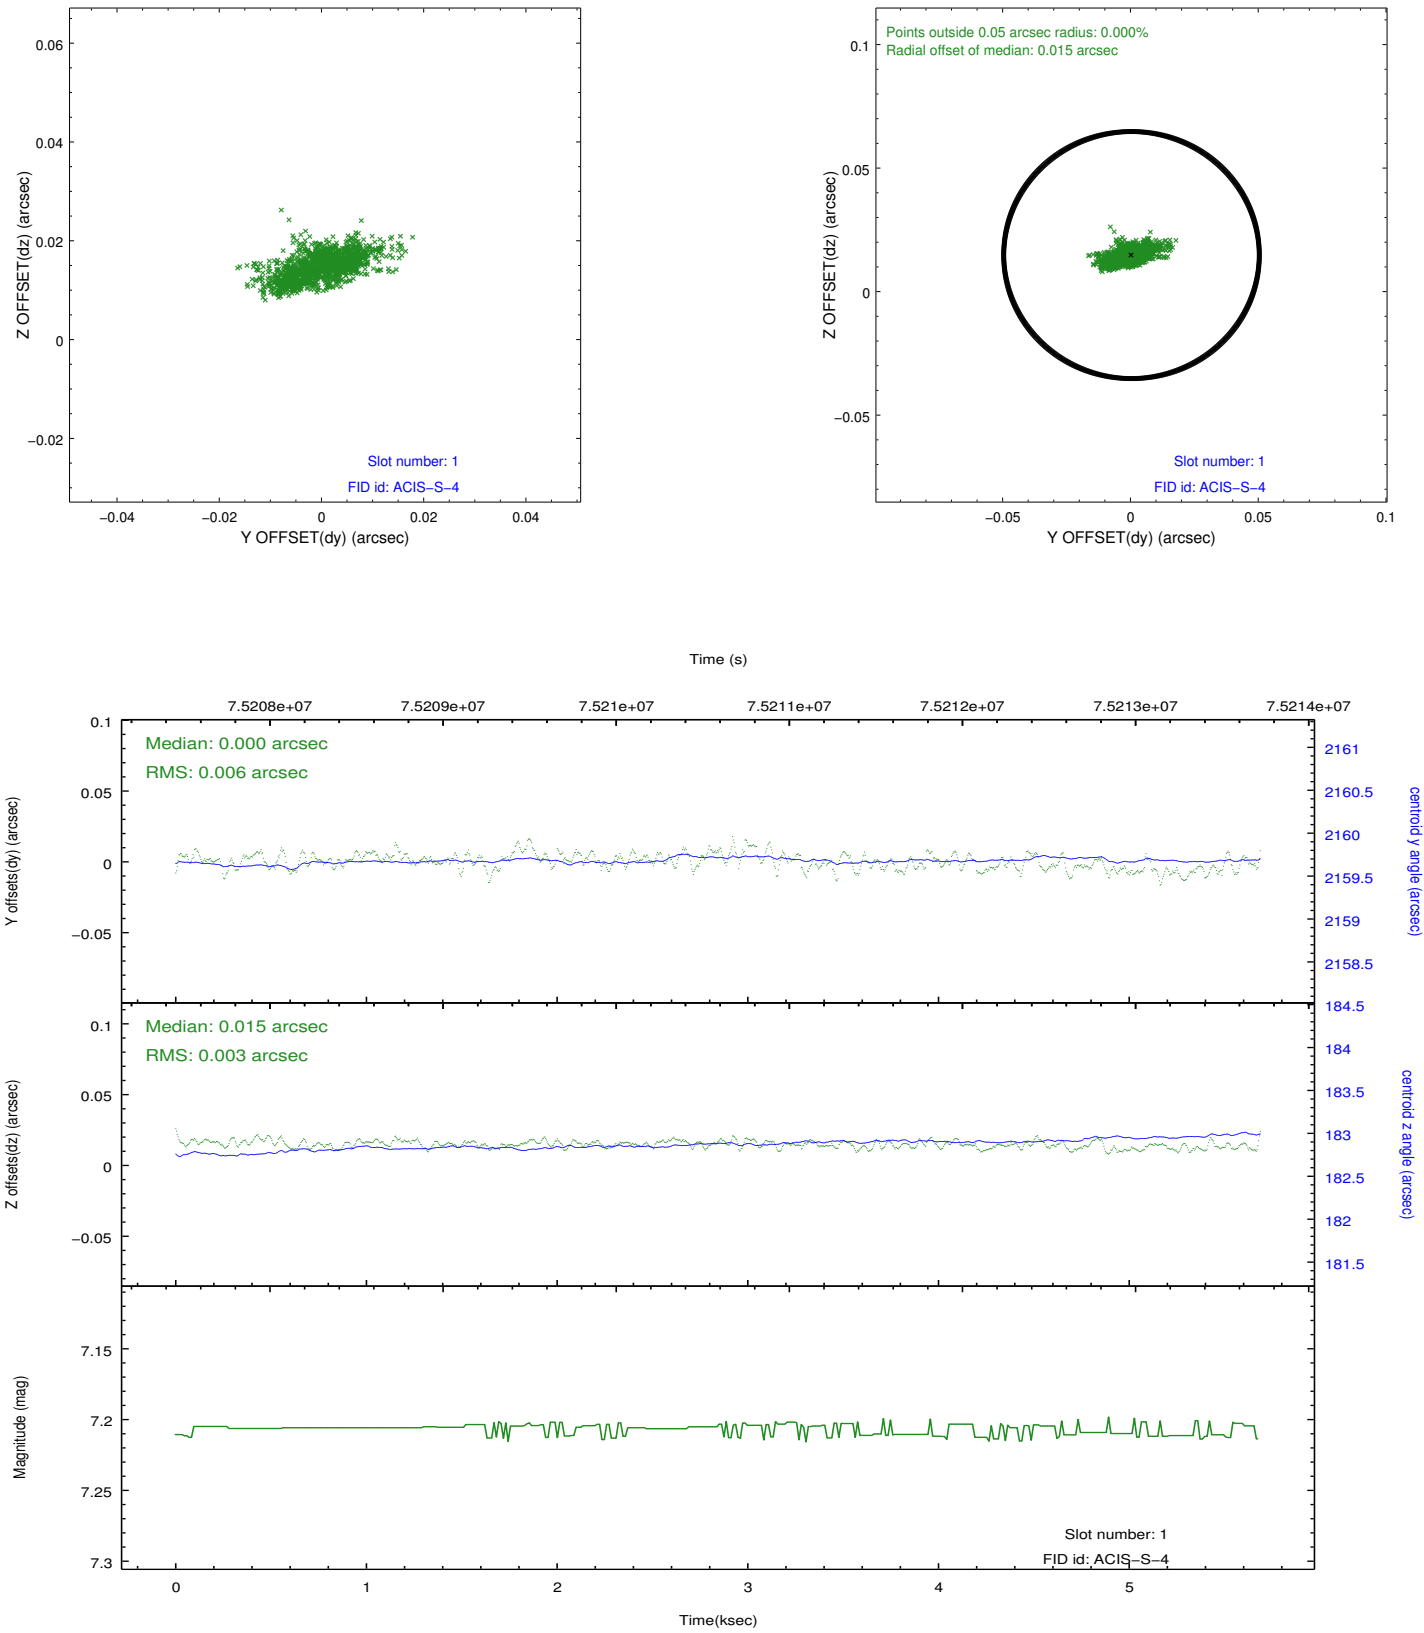 0.06
0.04
0.02
0
−0.02
Z OFFSET(dz) (arcsec)
Slot number: 1
FID id: ACIS−S−4
−0.04 −0.02 0 0.02 0.04
Y OFFSET(dy) (arcsec)
Points outside 0.05 arcsec radius: 0.000%
Radial offset of median: 0.015 arcsec
0.1
0.05
0
−0.05
Z OFFSET(dz) (arcsec)
Slot number: 1
FID id: ACIS−S−4
−0.05 0 0.05 0.1
Y OFFSET(dy) (arcsec)
Time (s)
7.5208e+07 7.5209e+07 7.521e+07 7.5211e+07 7.5212e+07 7.5213e+07 7.5214e+07
Median: 0.000 arcsec
RMS: 0.006 arcsec
0.1
0.05
0
−0.05
Y offsets(dy) (arcsec)
2161
2160.5
2160
2159.5
2159
2158.5
centroid y angle (arcsec)
Median: 0.015 arcsec
RMS: 0.003 arcsec
0.1
0.05
0
−0.05
Z offsets(dz) (arcsec)
184.5
184
183.5
183
182.5
182
181.5
centroid z angle (arcsec)
7.15
7.2
7.25
7.3
Magnitude (mag)
Slot number: 1
FID id: ACIS−S−4
0 1 2 3 4 5
Time(ksec)